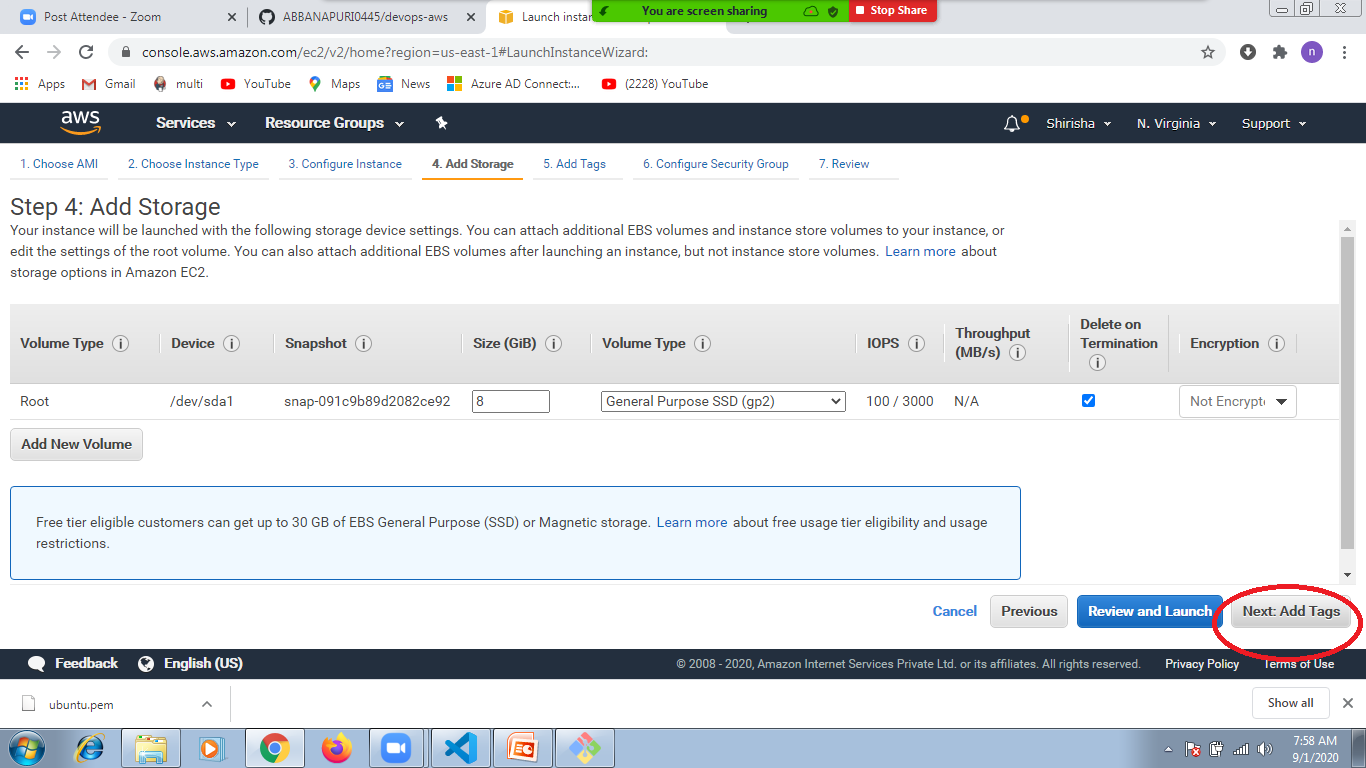 Post Attendee - Zoom
ABBANAPURI0445/devops-aws
Launch instan
You are screen sharing
Stop Share
console.aws.amazon.com/ec2/v2/home?region=us-east-1#LaunchInstanceWizard:
n
Apps
Gmail
multi
YouTube
Maps
News
Azure AD Connect:...
(2228) YouTube
aws
Services
Resource Groups
Shirisha
N. Virginia
Support
1. Choose AMI
2. Choose Instance Type
3. Configure Instance
4. Add Storage
5. Add Tags
6. Configure Security Group
7. Review
Step 4: Add Storage
Your instance will be launched with the following storage device settings. You can attach additional EBS volumes and instance store volumes to your instance, or
edit the settings of the root volume. You can also attach additional EBS volumes after launching an instance, but not instance store volumes. Learn more about
storage options in Amazon EC2.
Volume Type
Device
Snapshot
Size (GiB)
Volume Type
IOPS
Throughput
(MB/s)
Delete on
Termination
Encryption
Root
/dev/sda1
snap-091c9b89d2082ce92
8
General Purpose SSD (gp2)
100 / 3000
N/A
Not Encrypte
Add New Volume
Free tier eligible customers can get up to 30 GB of EBS General Purpose (SSD) or Magnetic storage. Learn more about free usage tier eligibility and usage
restrictions.
Cancel
Previous
Review and Launch
Next: Add Tags
Feedback
English (US)
© 2008 - 2020, Amazon Internet Services Private Ltd. or its affiliates. All rights reserved.
Privacy Policy
Terms of Use
ubuntu.pem
Show all
7:58 AM
9/1/2020